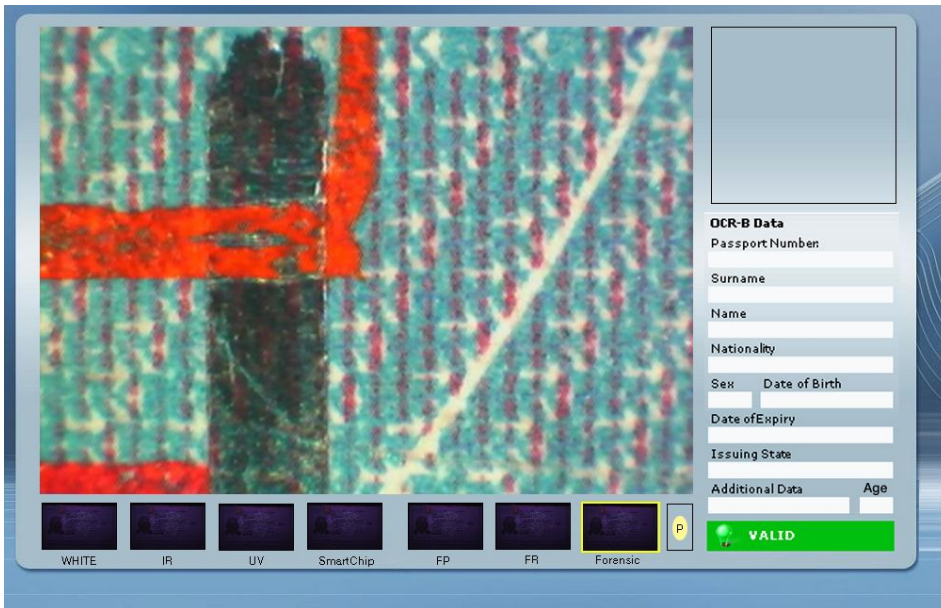 OCR-B Data
Passport Number:
Surname
Name
Nationality
Sex Date of Birth
Date of Expiry
Issuing State
Additional Data Age
VALID
P
WHITE IR UV SmartChip FP FR Forensic